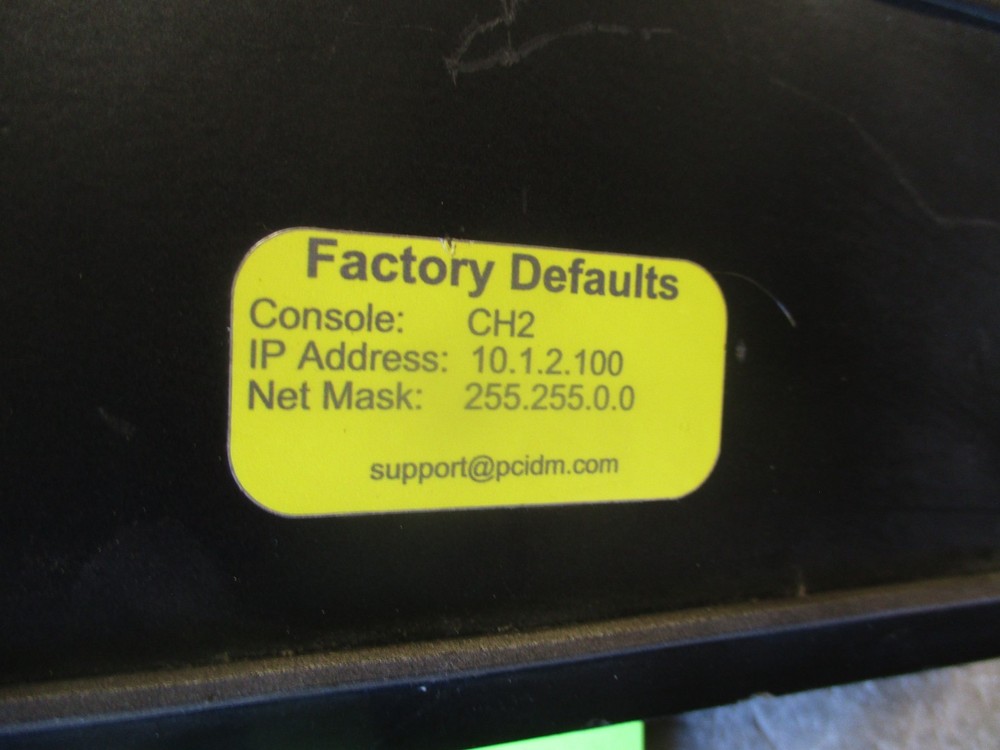 Factory Defaults
Console: CH2
IP Address: 10.1.2.100
Net Mask: 255.255.0.0
support@pcidm.com